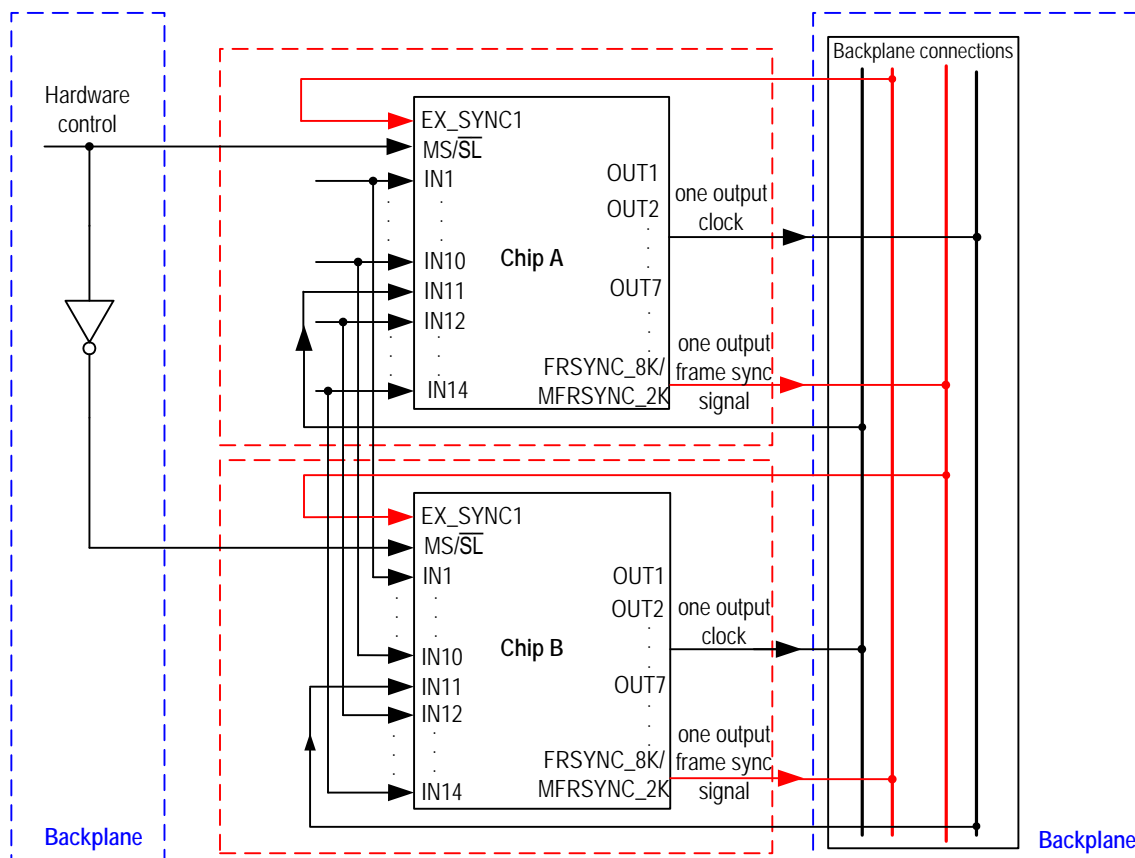 Backplane connections
Hardware
control
EX_SYNC1
MS/SL
IN1
OUT1
OUT2
one output
clock
IN10
Chip A
IN11
OUT7
IN12
one output
frame sync
signal
FRSYNC_8K/
MFRSYNC_2K
IN14
EX_SYNC1
MS/SL
IN1
OUT1
OUT2
one output
clock
IN10
Chip B
IN11
OUT7
IN12
one output
frame sync
signal
FRSYNC_8K/
MFRSYNC_2K
IN14
Backplane
Backplane